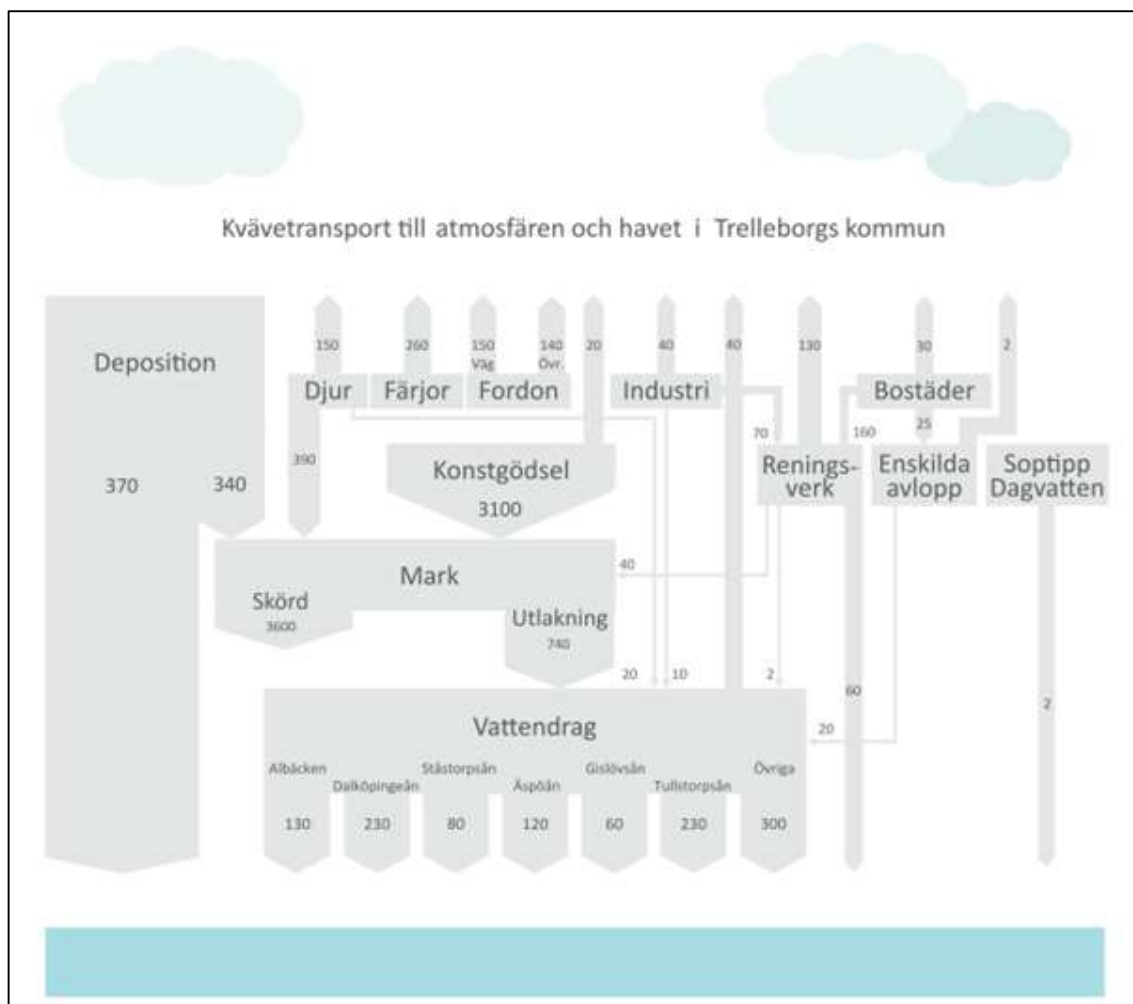 Kvävetransport till atmosfären och havet i Trelleborgs kommun
150 260 150 140 20 40 40 130 30 2
Väg Övr.
Deposition
Djur Färjor Fordon Industri Bostäder
25
70 160
390
Konstgödsel
3100
Renings-
verk
Enskilda
avlopp
Soptipp
Dagvatten
370 340
Mark
40
Skörd
3600
Utlakning
740
20 10 2
60
2
20
Vattendrag
Albäcken Dalköpingeån Ståstorpsån Äspöån Gislövsån Tullstorpsån Övriga
130 230 80 120 60 230 300